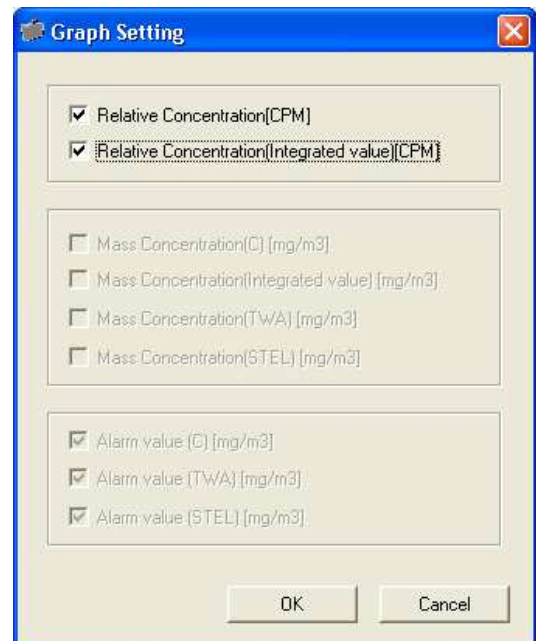 Graph Setting
Relative Concentration[CPM]
Relative Concentration(Integrated value)[CPM]
Mass Concentration(C) [mg/m3]
Mass Concentration(Integrated value) [mg/m3]
Mass Concentration(TWA) [mg/m3]
Mass Concentration(STEL) [mg/m3]
Alarm value (C) [mg/m3]
Alarm value (TWA) [mg/m3]
Alarm value (STEL) [mg/m3]
OK Cancel